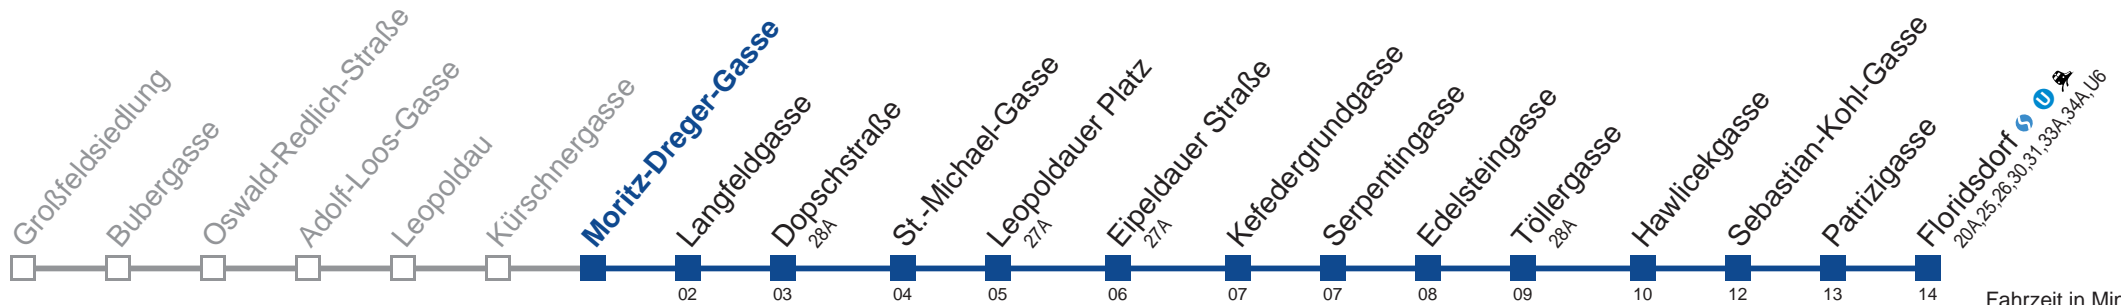 Großfeldsiedlung
Bubergasse
Oswald-Redlich-Straße
Adolf-Loos-Gasse
Leopoldau
Kürschnergasse
Moritz-Dreger-Gasse
Langfeldgasse
Dopschstraße
28A
St.-Michael-Gasse
Leopoldauer Platz
27A
Eipeldauer Straße
27A
Kefedergrundgasse
Serpentingasse
Edelsteingasse
Töllergasse
28A
Hawlicekgasse
Sebastian-Kohl-Gasse
Patrizigasse
Floridsdorf S U
20A,25,26,30,31,33A,34A,U6
02 03 04 05 06 07 07 08 09 10 12 13 14
Fahrzeit in Min